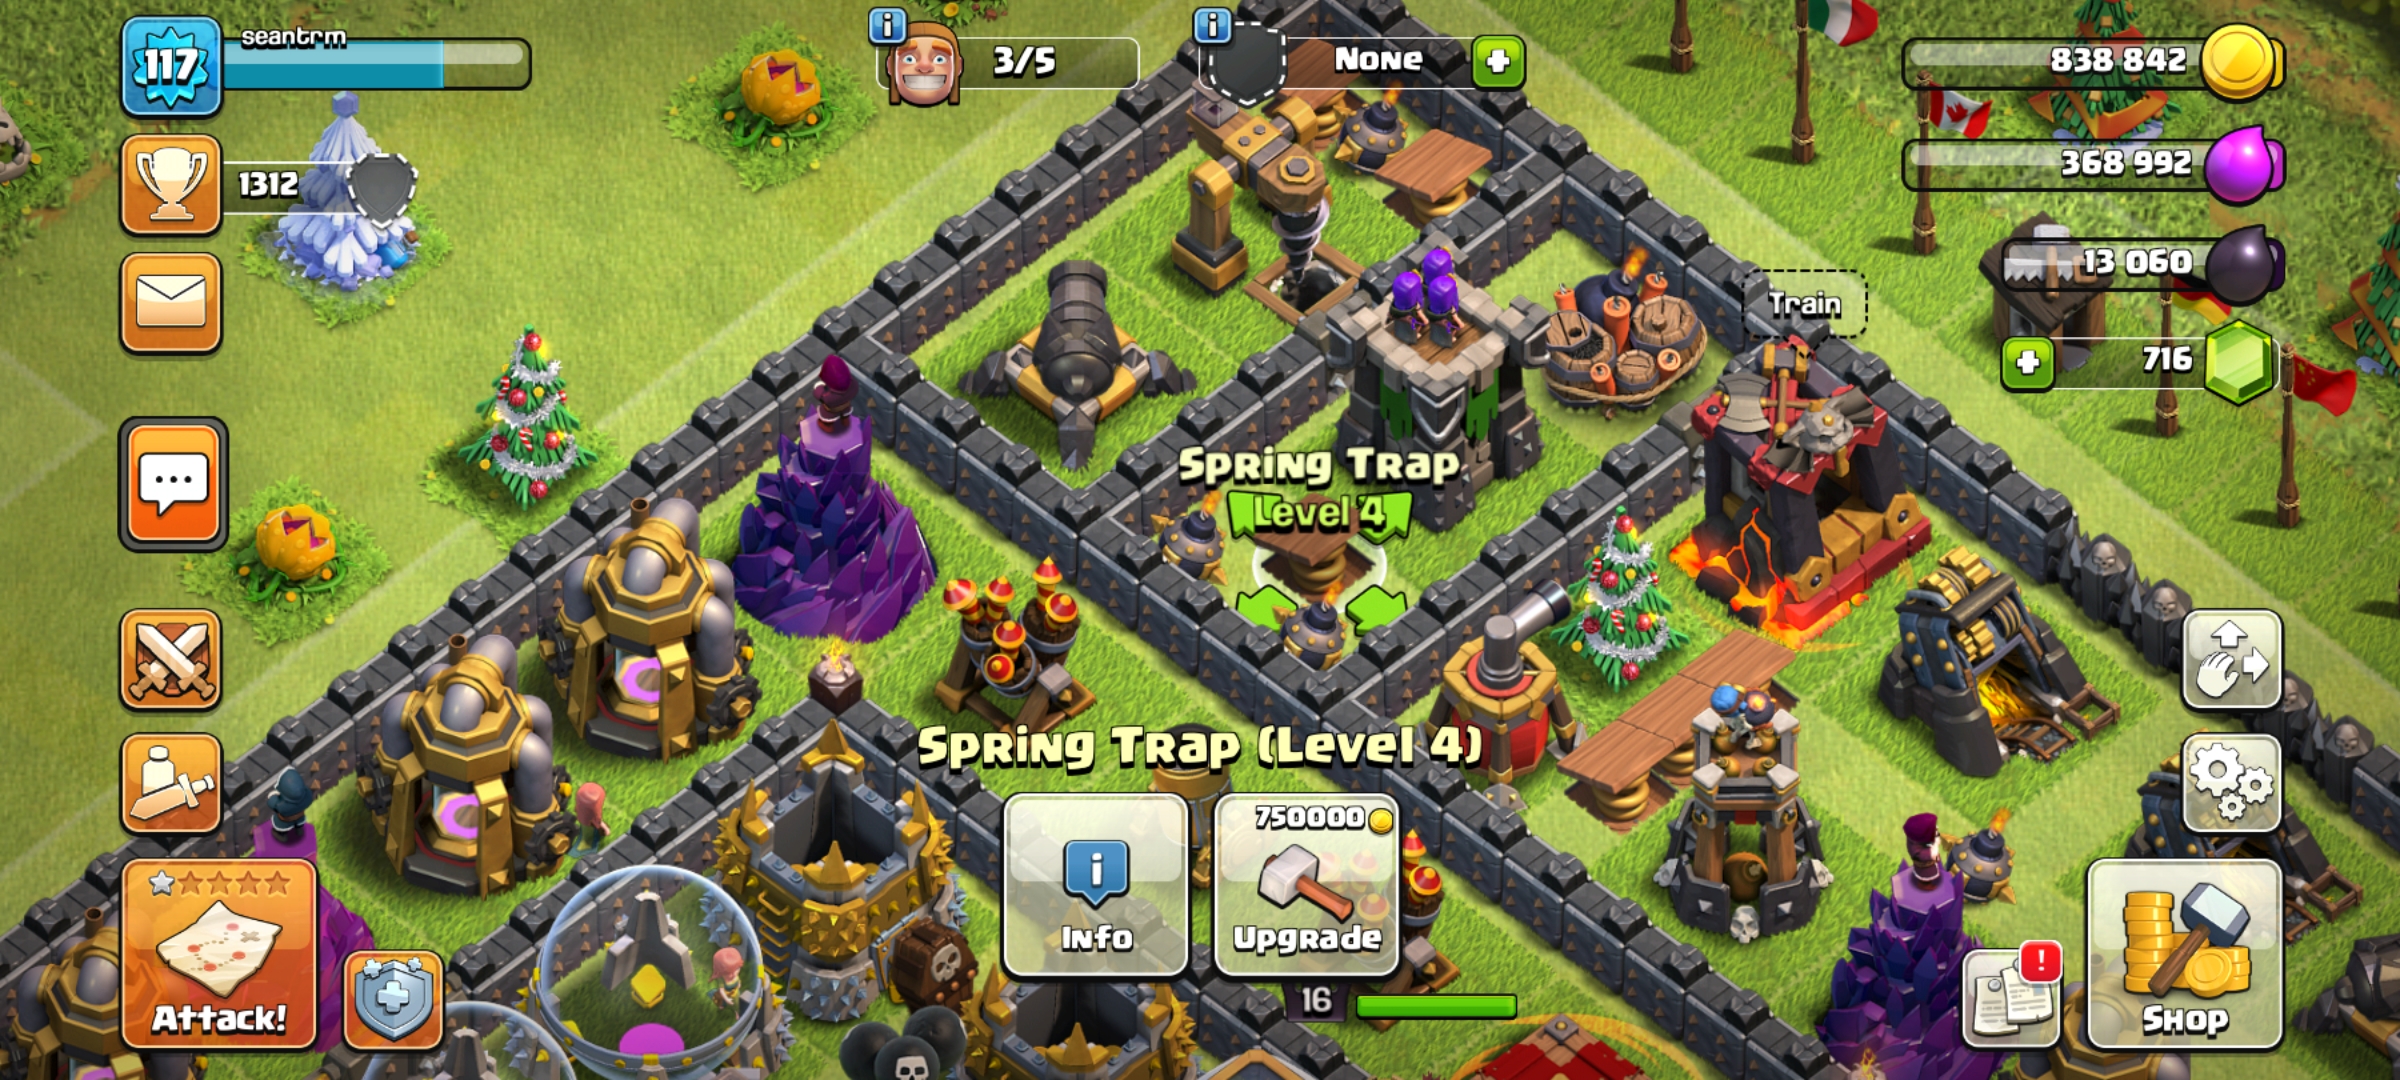 117
seantrm
3/5
None
838 842
1312
368 992
13 060
Train
716
Spring Trap
Level 4
Spring Trap (Level 4)
750000
Info
Upgrade
16
Attack!
!
Shop